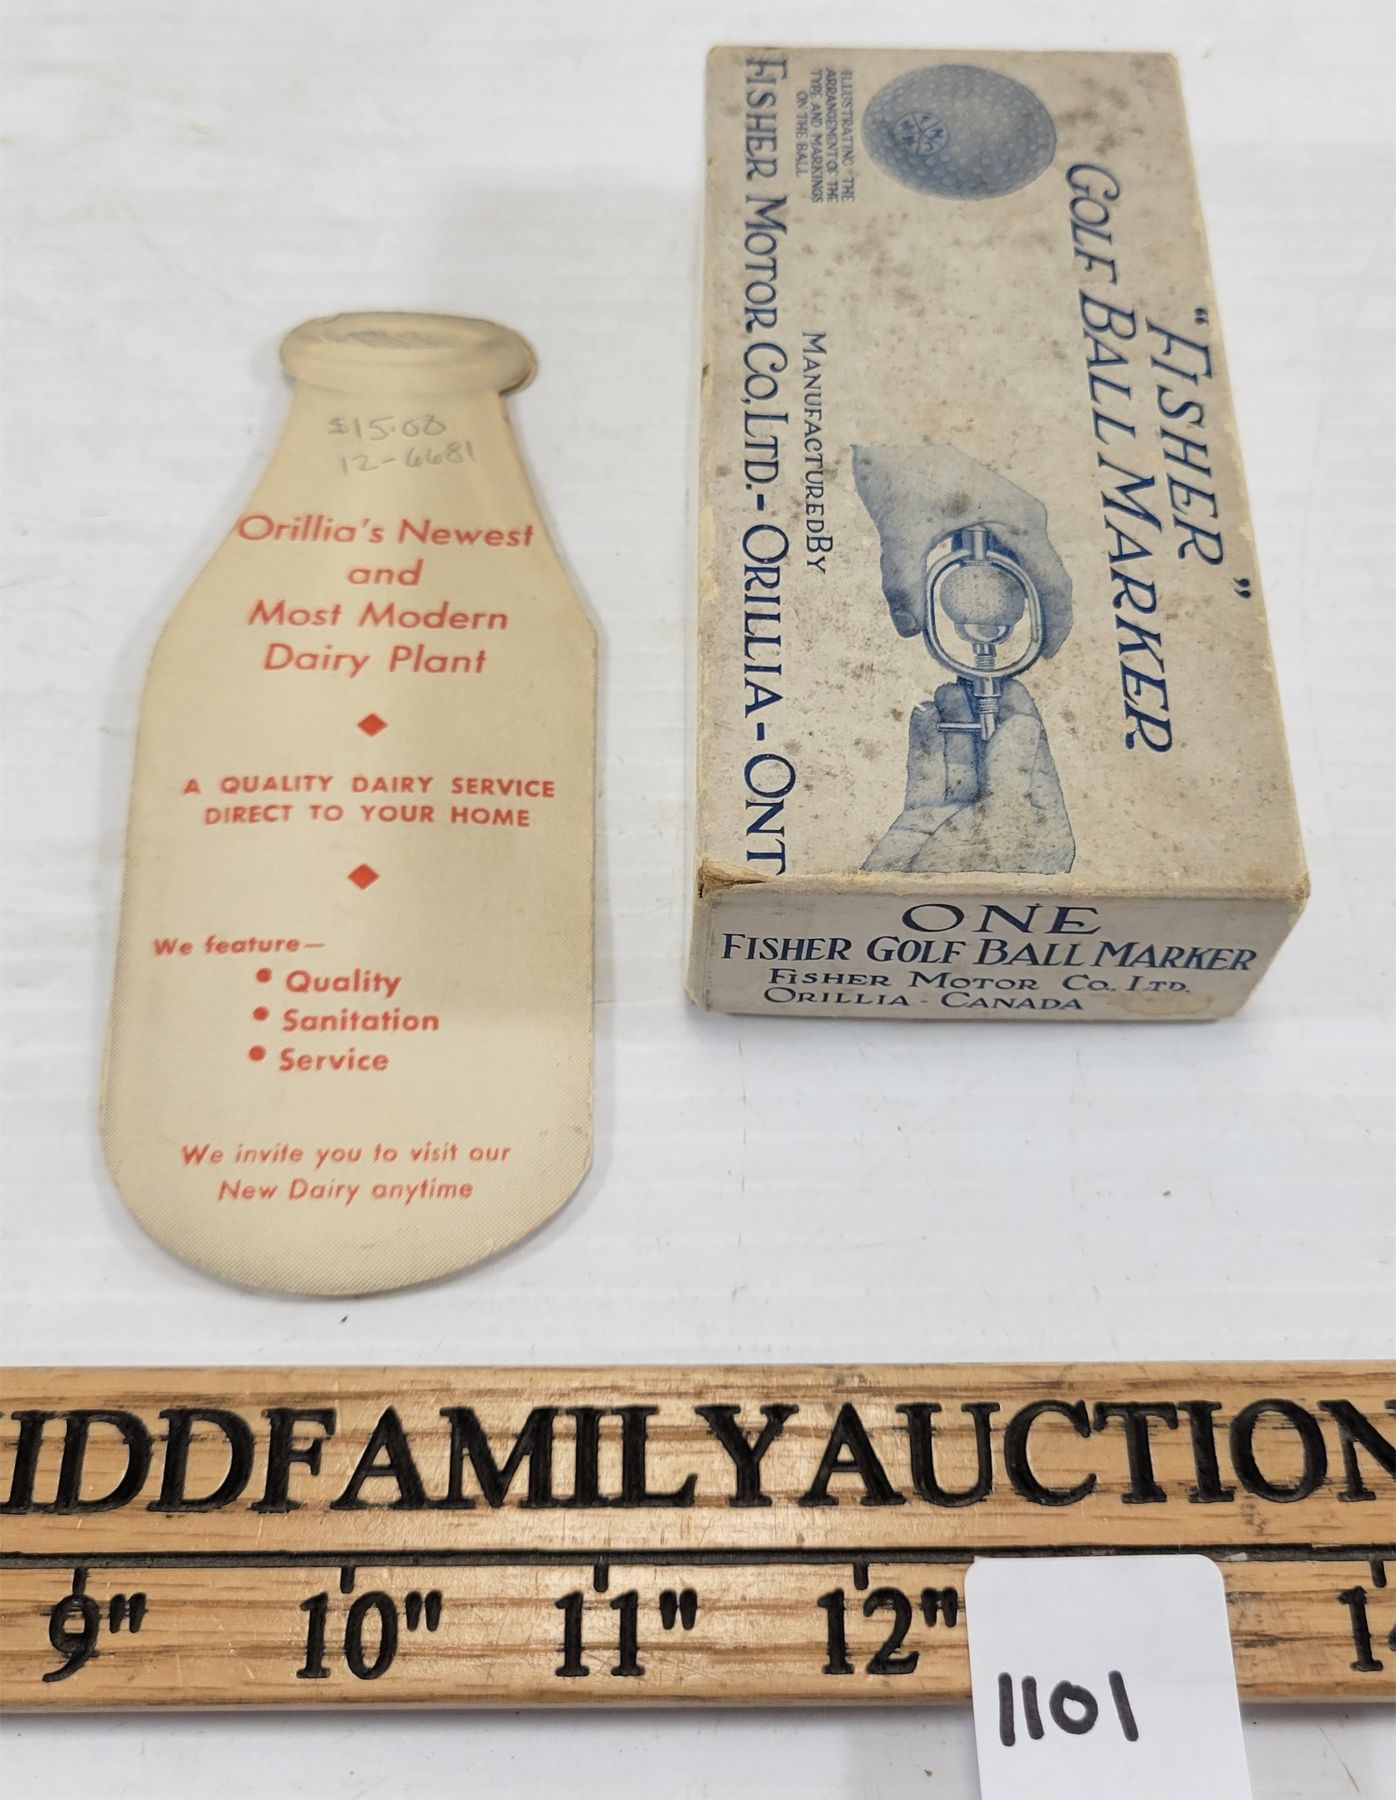 $15.00
12-6681
Orillia's Newest
and
Most Modern
Dairy Plant
A QUALITY DAIRY SERVICE
DIRECT TO YOUR HOME
We feature—
• Quality
• Sanitation
• Service
We invite you to visit our
New Dairy anytime
"FISHER"
GOLF BALL MARKER
ILLUSTRATING THE
ARRANGEMENT OF THE
TYPE AND MARKINGS
ON THE BALL
MANUFACTURED BY
FISHER MOTOR CO, LTD.-ORILLIA-ONT
ONE
FISHER GOLF BALL MARKER
FISHER MOTOR CO. LTD.
ORILLIA - CANADA
IDDFAMILYAUCTION
9" 10" 11" 12"
1101